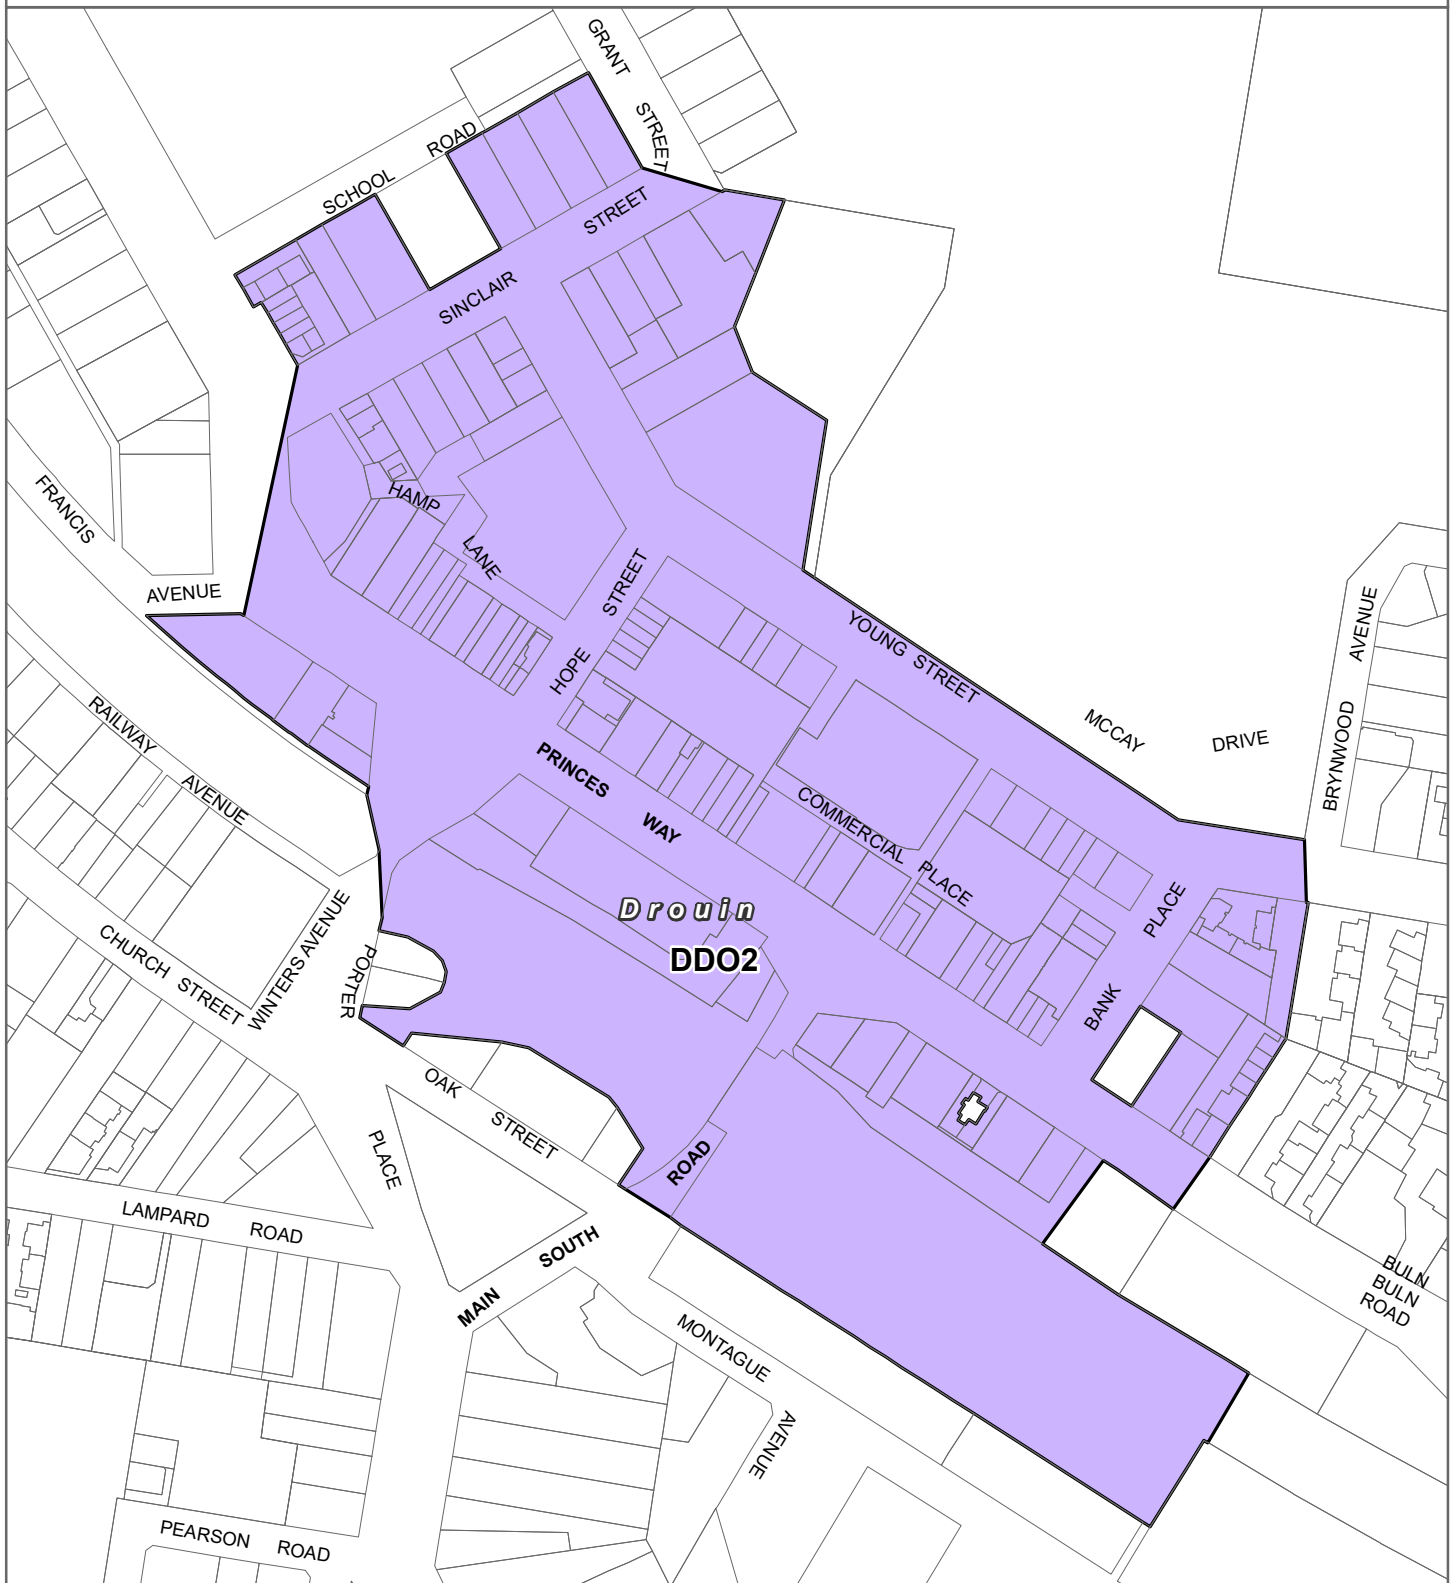 GRANT STREET
SCHOOL ROAD
SINCLAIR STREET
HAMP LANE
FRANCIS AVENUE
HOPE STREET
YOUNG STREET
MCCAY DRIVE
BRYNWOOD AVENUE
RAILWAY AVENUE
PRINCES WAY
COMMERCIAL PLACE
Drouin
DDO2
BANK PLACE
CHURCH STREET
WINTERS AVENUE
PORTER PLACE
OAK STREET
ROAD
LAMPARD ROAD
MAIN SOUTH
MONTAGUE AVENUE
BULN
BULN
ROAD
PEARSON ROAD